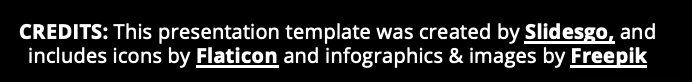 CREDITS: This presentation template was created by Slidesgo, and
includes icons by Flaticon and infographics & images by Freepik